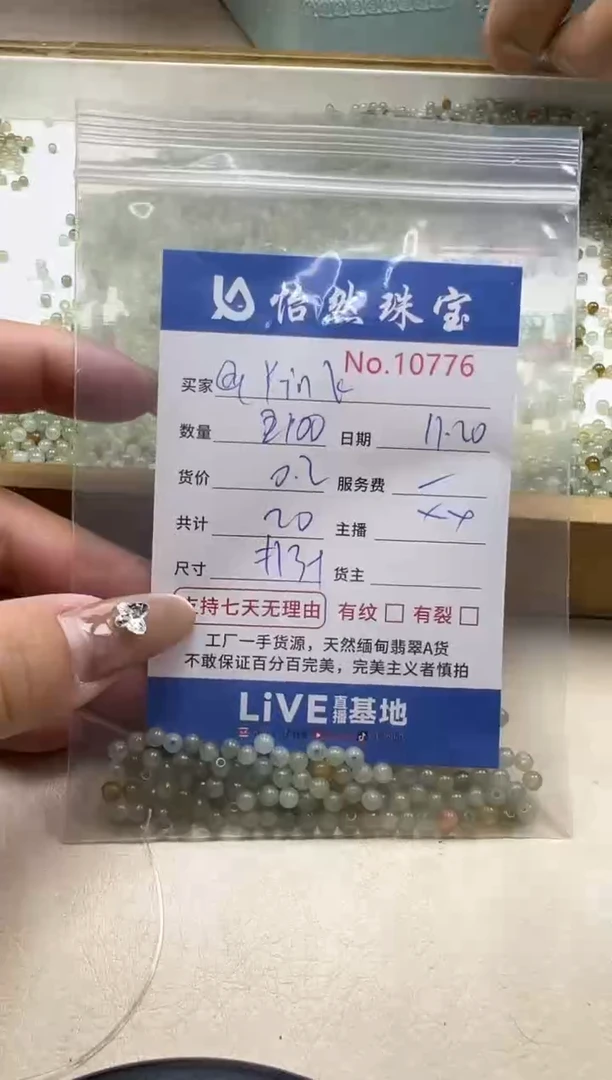 怡然珠宝
No.10776
买家
数量 100 日期 11.20
货价 0.2 服务费
共计 20 主播
尺寸 货主
支持七天无理由 有纹 有裂
工厂一手货源，天然缅甸翡翠A货
不敢保证百分百完美，完美主义者慎拍
LiVE直播基地